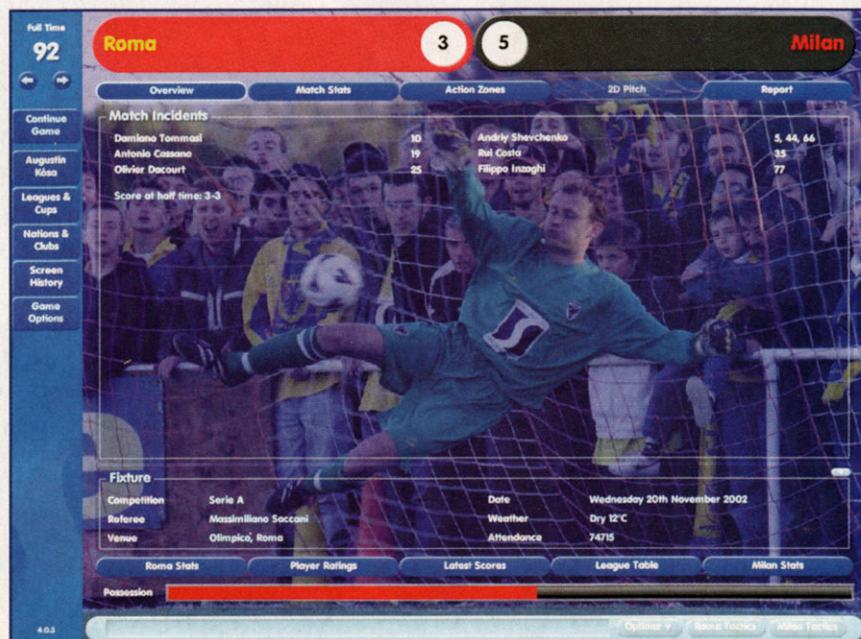 Full Time
92
Roma 3 5 Milan
Overview Match Stats Action Zones 2D Pitch Report
Continue Game
Augustin Kósa
Leagues & Cups
Nations & Clubs
Screen History
Game Options
Match Incidents
Damiano Tommasi 10 Andriy Shevchenko 5, 44, 66
Antonio Cassano 19 Rui Costa 35
Olivier Dacourt 25 Filippo Inzaghi 77
Score at half time: 3-3
Fixture
Competition Serie A Date Wednesday 20th November 2002
Referee Massimiliano Saccani Weather Dry 12°C
Venue Olimpico, Roma Attendance 74715
Roma Stats Player Ratings Latest Scores League Table Milan Stats
Possession
4.0.3 Options Roma Tactics Milan Tactics